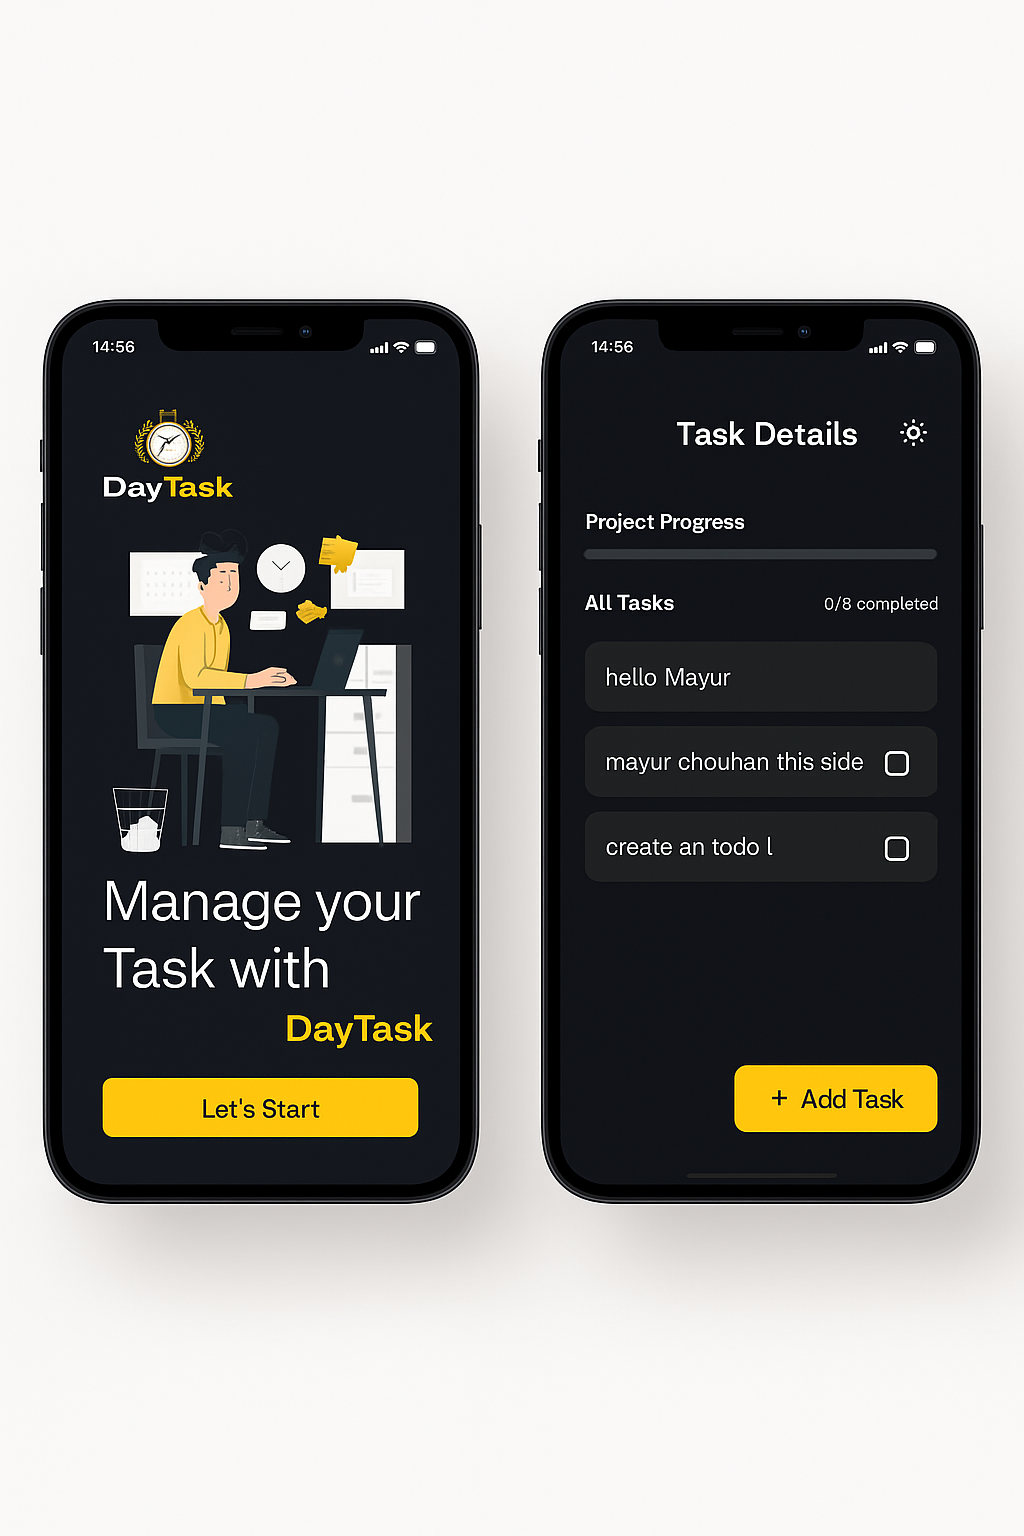 14:56
DayTask
Manage your
Task with
DayTask
Let's Start
14:56
Task Details
Project Progress
All Tasks
0/8 completed
hello Mayur
mayur chouhan this side
create an todo l
+ Add Task